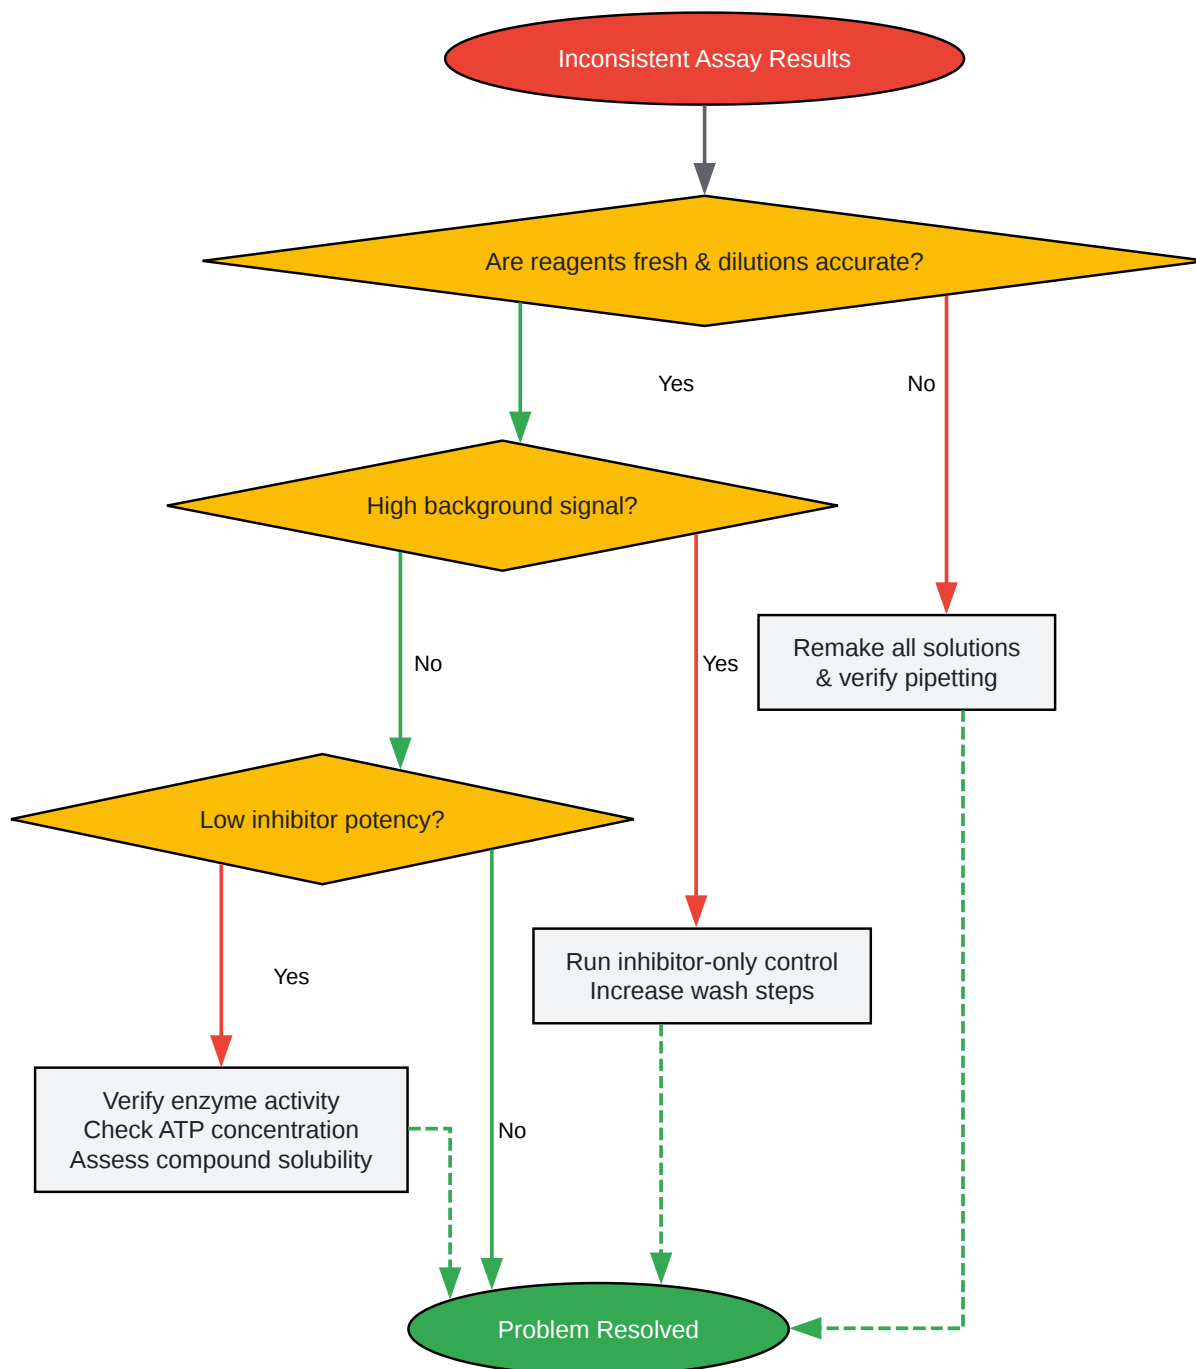 Inconsistent Assay Results
Are reagents fresh & dilutions accurate?
Yes
No
High background signal?
No
Yes
Remake all solutions
& verify pipetting
Low inhibitor potency?
Yes
No
Run inhibitor-only control
Increase wash steps
Verify enzyme activity
Check ATP concentration
Assess compound solubility
Problem Resolved